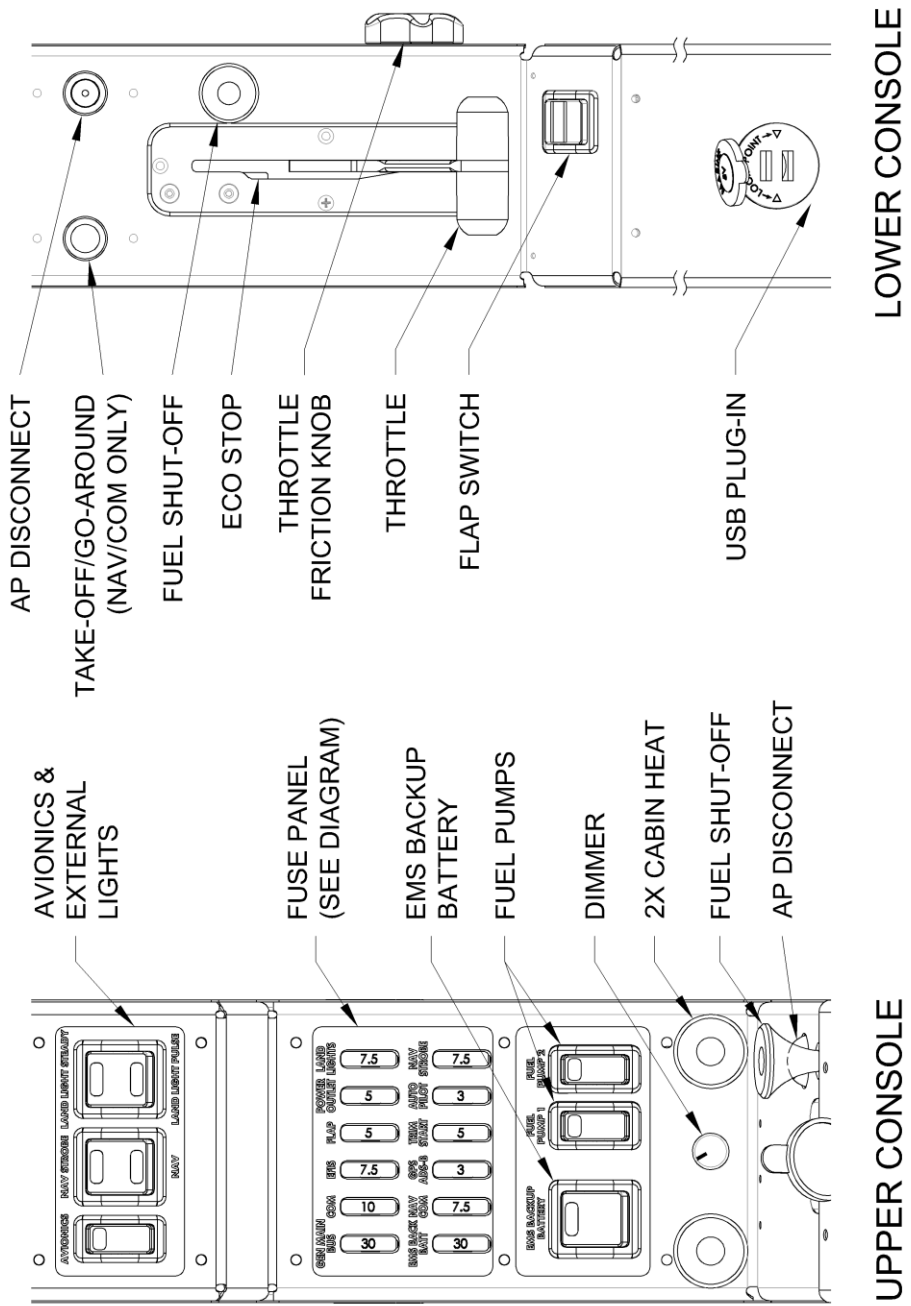 AVIONICS
NAV STROBE
LAND LIGHT STEADY
NAV
LAND LIGHT PULSE
AVIONICS &
EXTERNAL
LIGHTS
GEN MAIN
BUS
COM
EFIS
FLAP
POWER
OUTLET
LAND
LIGHTS
30
10
7.5
5
5
7.5
EMS BACK
BATT
NAV
COM
GPS
ADS-B
TRIM
START
AUTO
PILOT
NAV
STROBE
30
7.5
3
5
3
7.5
FUSE PANEL
(SEE DIAGRAM)
EMS BACKUP
BATTERY
FUEL
PUMP 1
FUEL
PUMP 2
EMS BACKUP
BATTERY
FUEL PUMPS
DIMMER
2X CABIN HEAT
FUEL SHUT-OFF
AP DISCONNECT
UPPER CONSOLE
AP DISCONNECT
TAKE-OFF/GO-AROUND
(NAV/COM ONLY)
FUEL SHUT-OFF
ECO STOP
THROTTLE
FRICTION KNOB
THROTTLE
FLAP SWITCH
USB PLUG-IN
POINT
LOWER CONSOLE